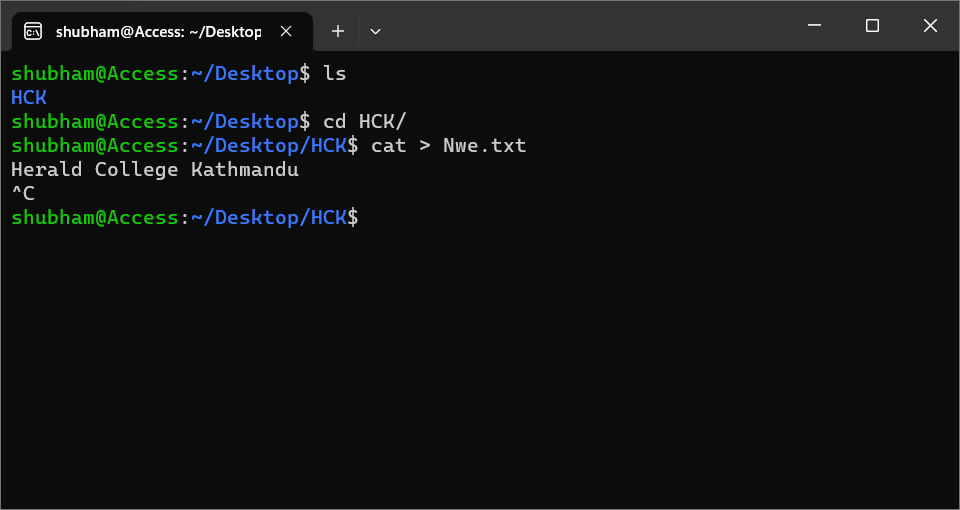 shubham@Access: ~/Desktop
shubham@Access:~/Desktop$ ls
HCK
shubham@Access:~/Desktop$ cd HCK/
shubham@Access:~/Desktop/HCK$ cat > Nwe.txt
Herald College Kathmandu
^C
shubham@Access:~/Desktop/HCK$